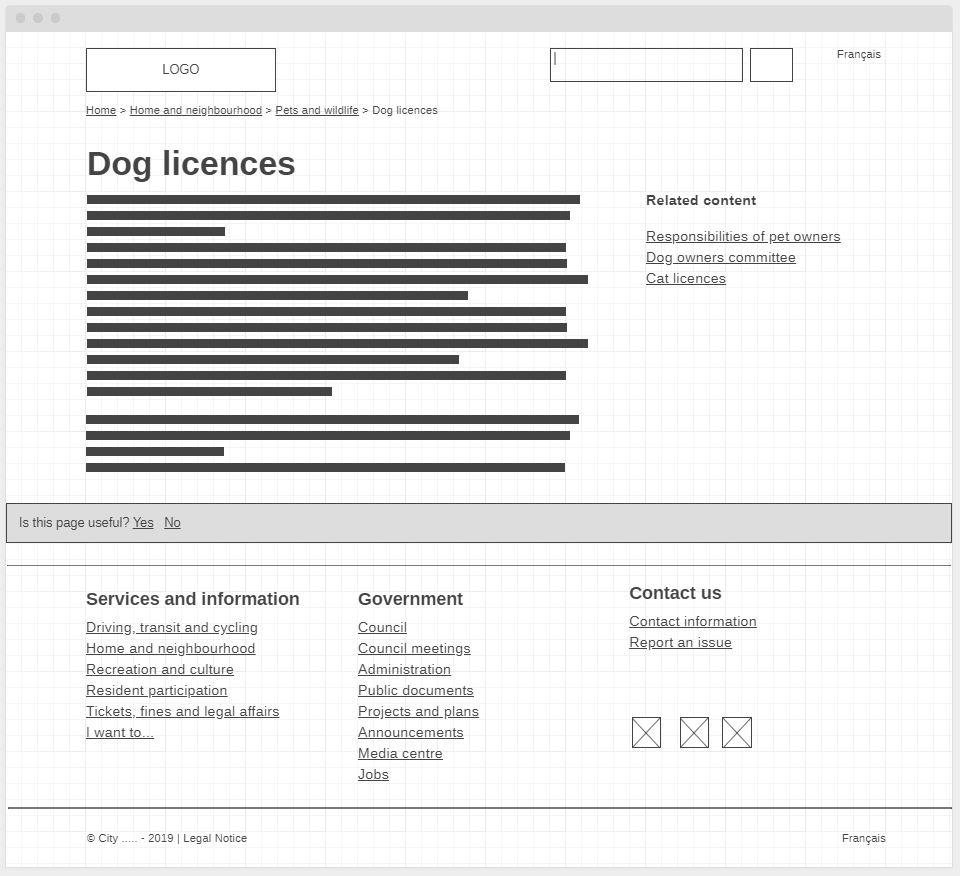 LOGO
Français
Home > Home and neighbourhood > Pets and wildlife > Dog licences
Dog licences
Related content
Responsibilities of pet owners
Dog owners committee
Cat licences
Is this page useful? Yes No
Services and information
Driving, transit and cycling
Home and neighbourhood
Recreation and culture
Resident participation
Tickets, fines and legal affairs
I want to...
Government
Council
Council meetings
Administration
Public documents
Projects and plans
Announcements
Media centre
Jobs
Contact us
Contact information
Report an issue
© City ..... - 2019 | Legal Notice
Français